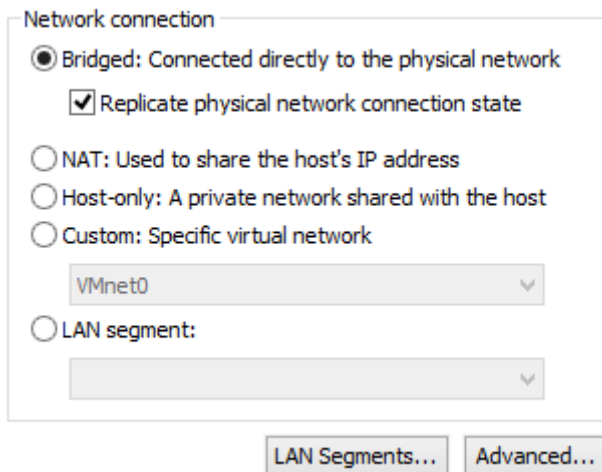 Network connection
Bridged: Connected directly to the physical network
Replicate physical network connection state
NAT: Used to share the host's IP address
Host-only: A private network shared with the host
Custom: Specific virtual network
VMnet0
LAN segment:
LAN Segments... Advanced...